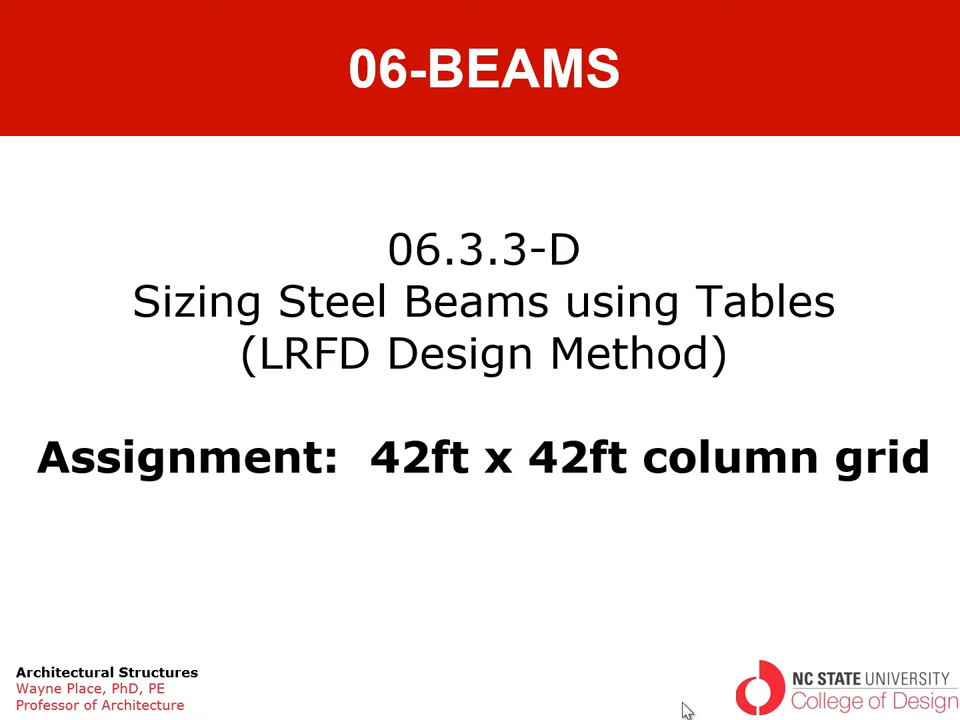 06-BEAMS
06.3.3-D
Sizing Steel Beams using Tables
(LRFD Design Method)
Assignment: 42ft x 42ft column grid
Architectural Structures
Wayne Place, PhD, PE
Professor of Architecture
NC STATE UNIVERSITY
College of Design